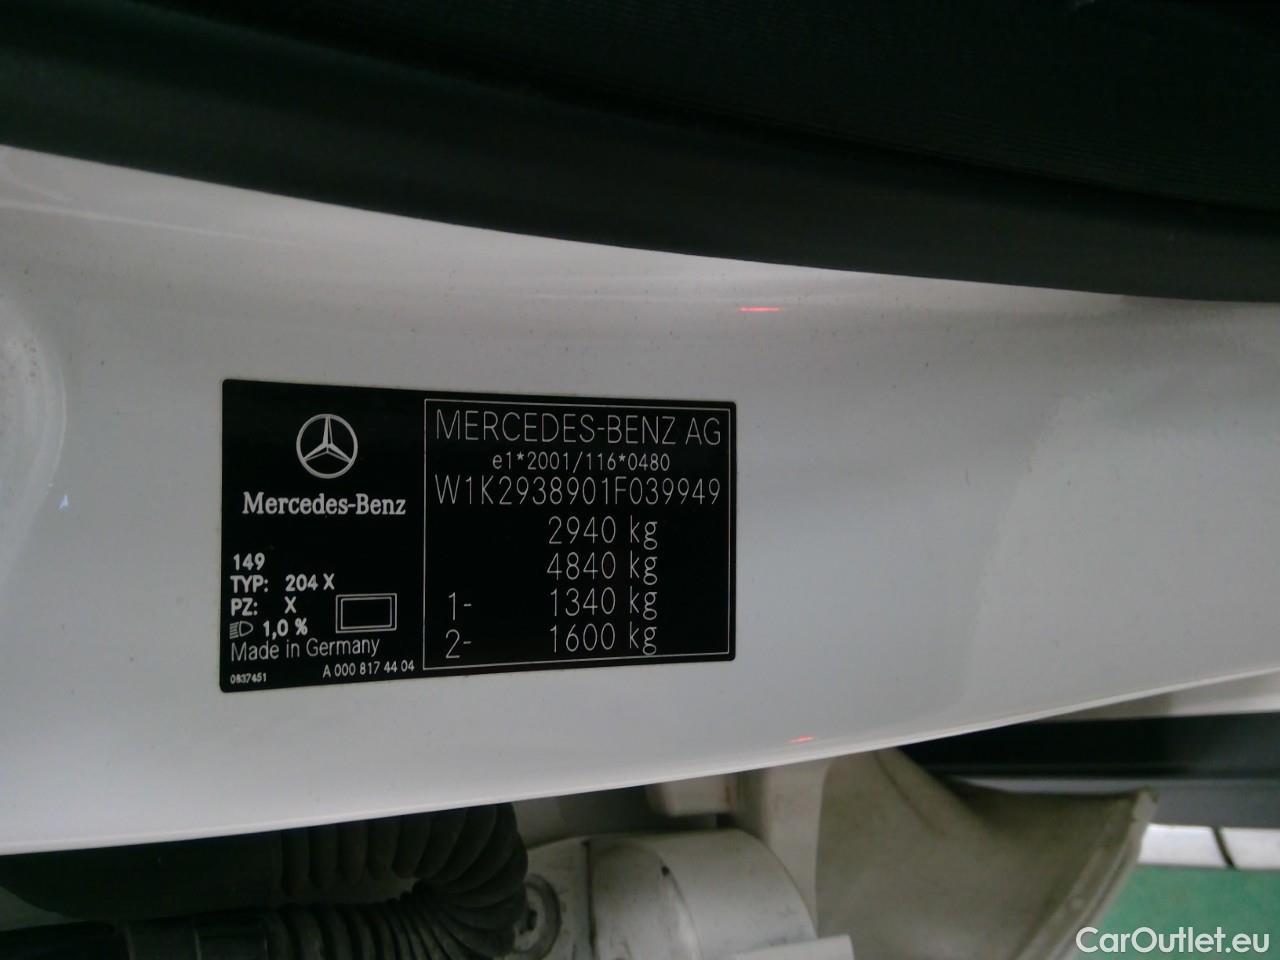 Mercedes-Benz
149
TYP: 204 X
PZ: X
1,0 %
Made in Germany
0837451 A 000 817 44 04
MERCEDES-BENZ AG
e1*2001/116*0480
W1K2938901F039949
2940 kg
4840 kg
1- 1340 kg
2- 1600 kg
CarOutlet.eu